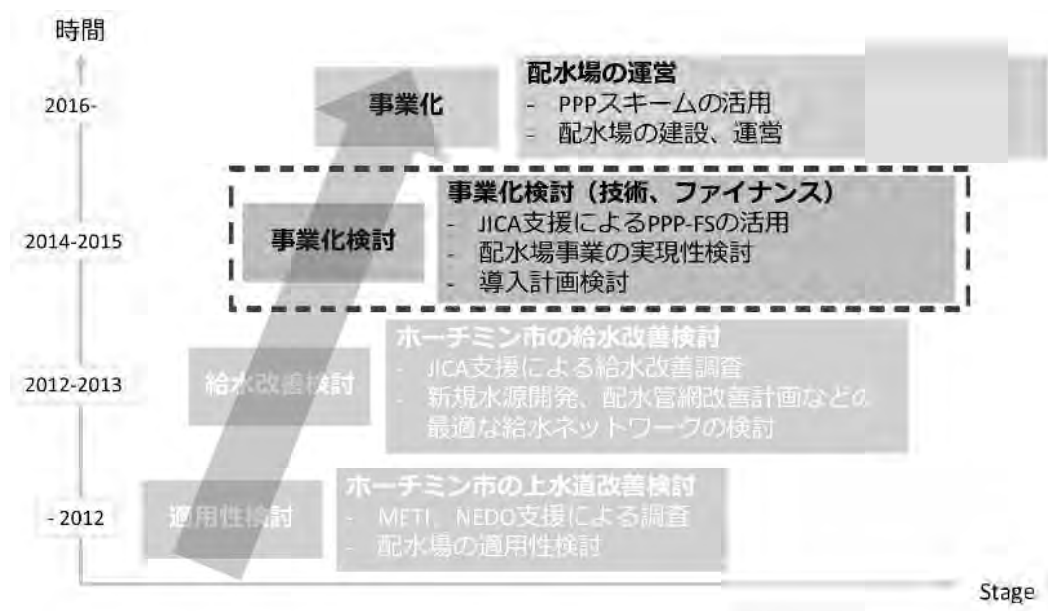 時間
2016-
事業化
配水場の運営
- PPPスキームの活用
- 配水場の建設、運営
2014-2015
事業化検討
事業化検討（技術、ファイナンス）
- JICA支援によるPPP-FSの活用
- 配水場事業の実現性検討
- 導入計画検討
2012-2013
給水改善検討
ホーチミン市の給水改善検討
- JICA支援による給水改善調査
- 新規水源開発、配水管網改善計画などの
最適な給水ネットワークの検討
- 2012
適用性検討
ホーチミン市の上水道改善検討
- METI、NEDO支援による調査
- 配水場の適用性検討
Stage